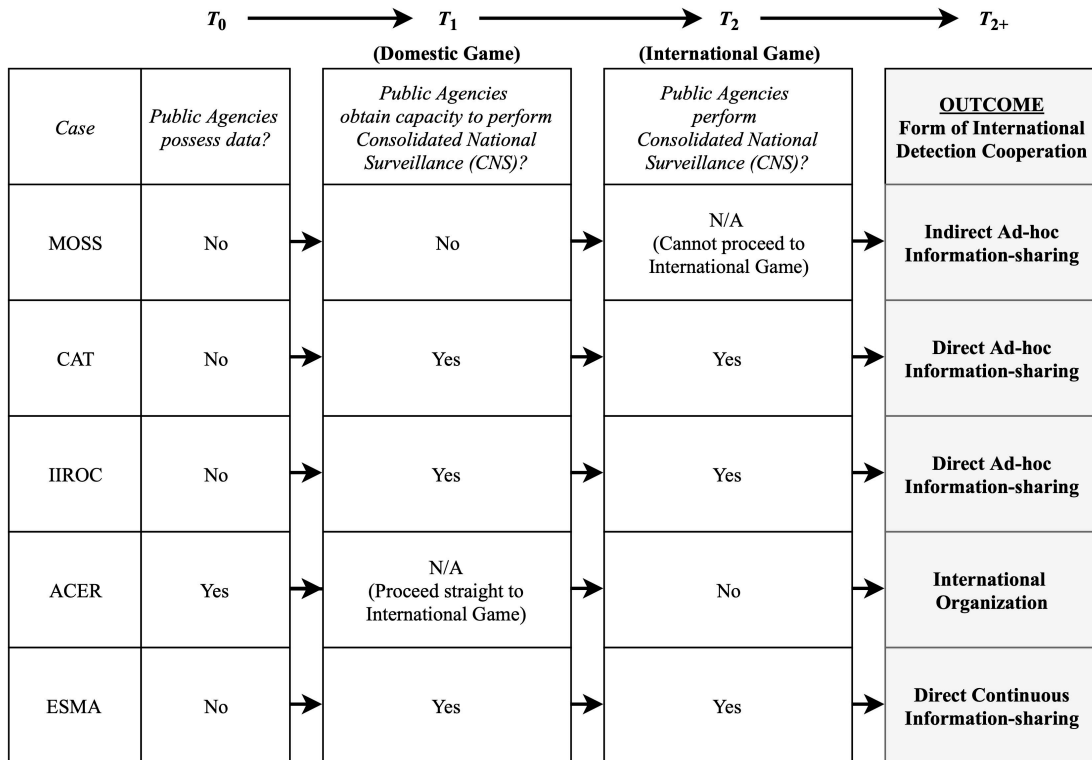 T0 T1 T2 T2+
(Domestic Game) (International Game)
Case
Public Agencies
possess data?
Public Agencies
obtain capacity to perform
Consolidated National
Surveillance (CNS)?
Public Agencies
perform
Consolidated National
Surveillance (CNS)?
OUTCOME
Form of International
Detection Cooperation
MOSS
No
No
N/A
(Cannot proceed to
International Game)
Indirect Ad-hoc
Information-sharing
CAT
No
Yes
Yes
Direct Ad-hoc
Information-sharing
IIROC
No
Yes
Yes
Direct Ad-hoc
Information-sharing
ACER
Yes
N/A
(Proceed straight to
International Game)
No
International
Organization
ESMA
No
Yes
Yes
Direct Continuous
Information-sharing